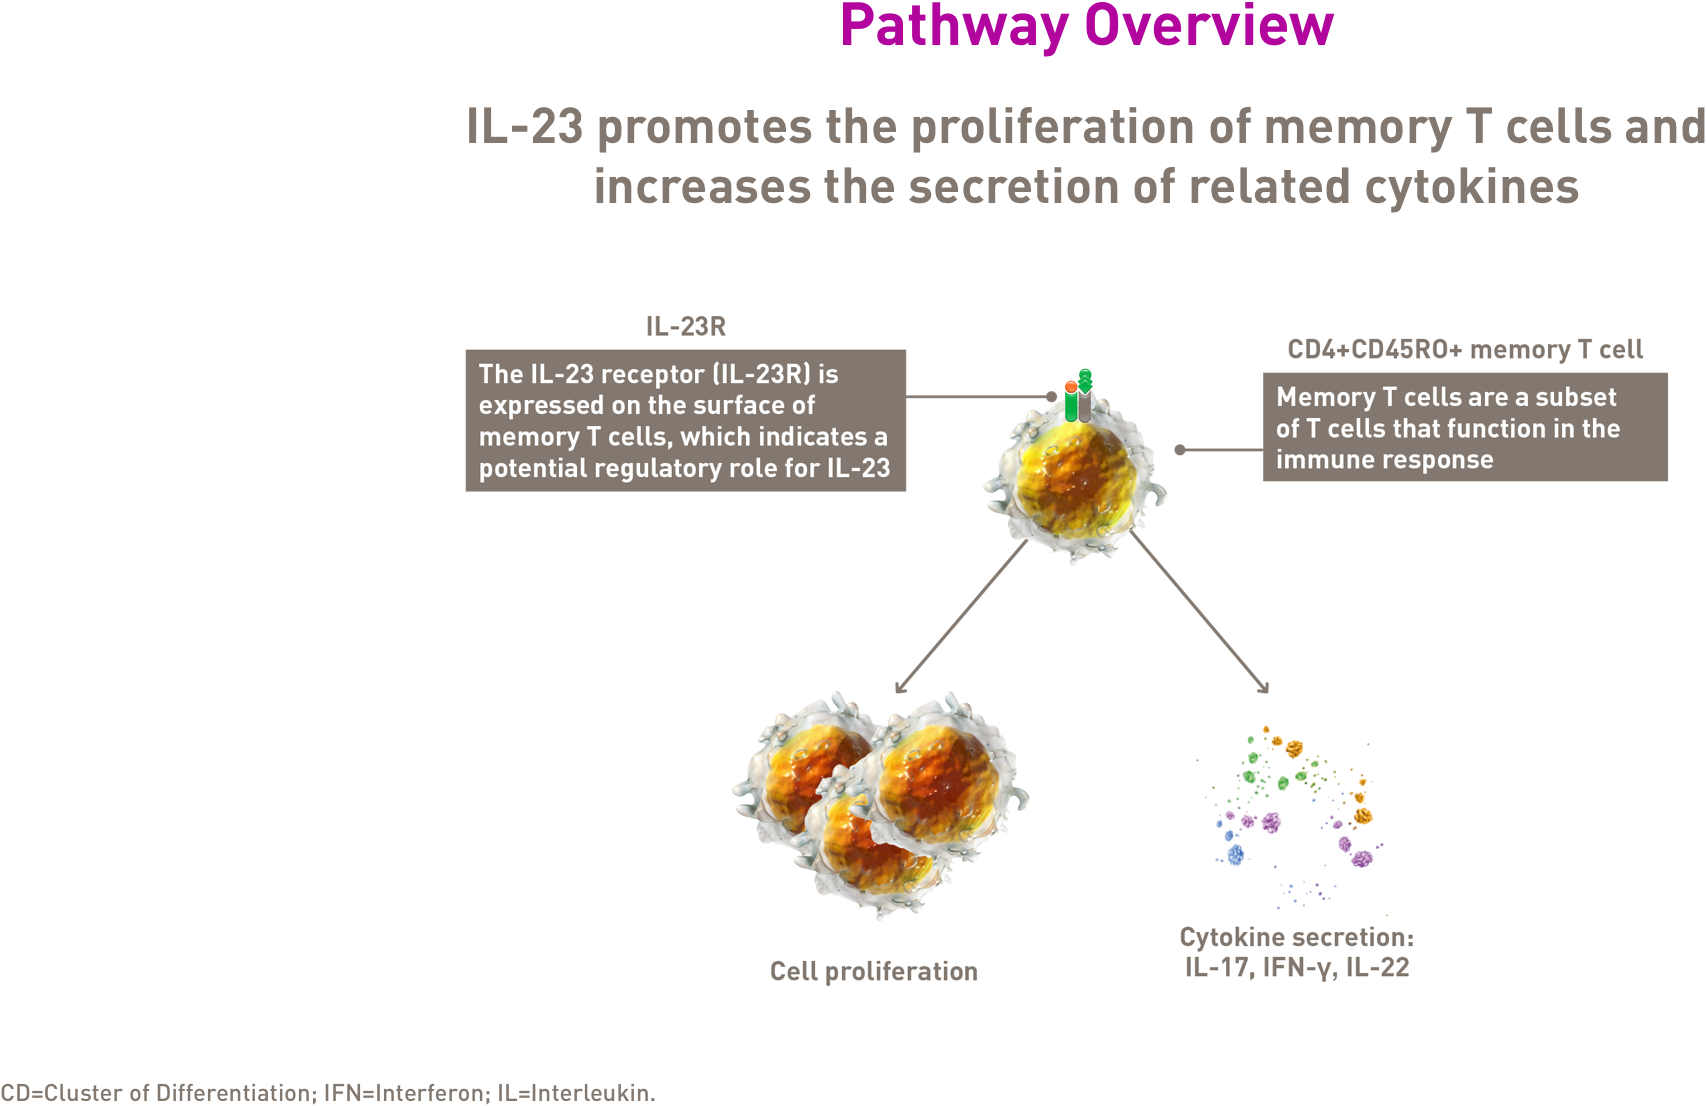 Pathway Overview
IL-23 promotes the proliferation of memory T cells and
increases the secretion of related cytokines
IL-23R
The IL-23 receptor (IL-23R) is
expressed on the surface of
memory T cells, which indicates a
potential regulatory role for IL-23
CD4+CD45RO+ memory T cell
Memory T cells are a subset
of T cells that function in the
immune response
Cell proliferation
Cytokine secretion:
IL-17, IFN-γ, IL-22
CD=Cluster of Differentiation; IFN=Interferon; IL=Interleukin.